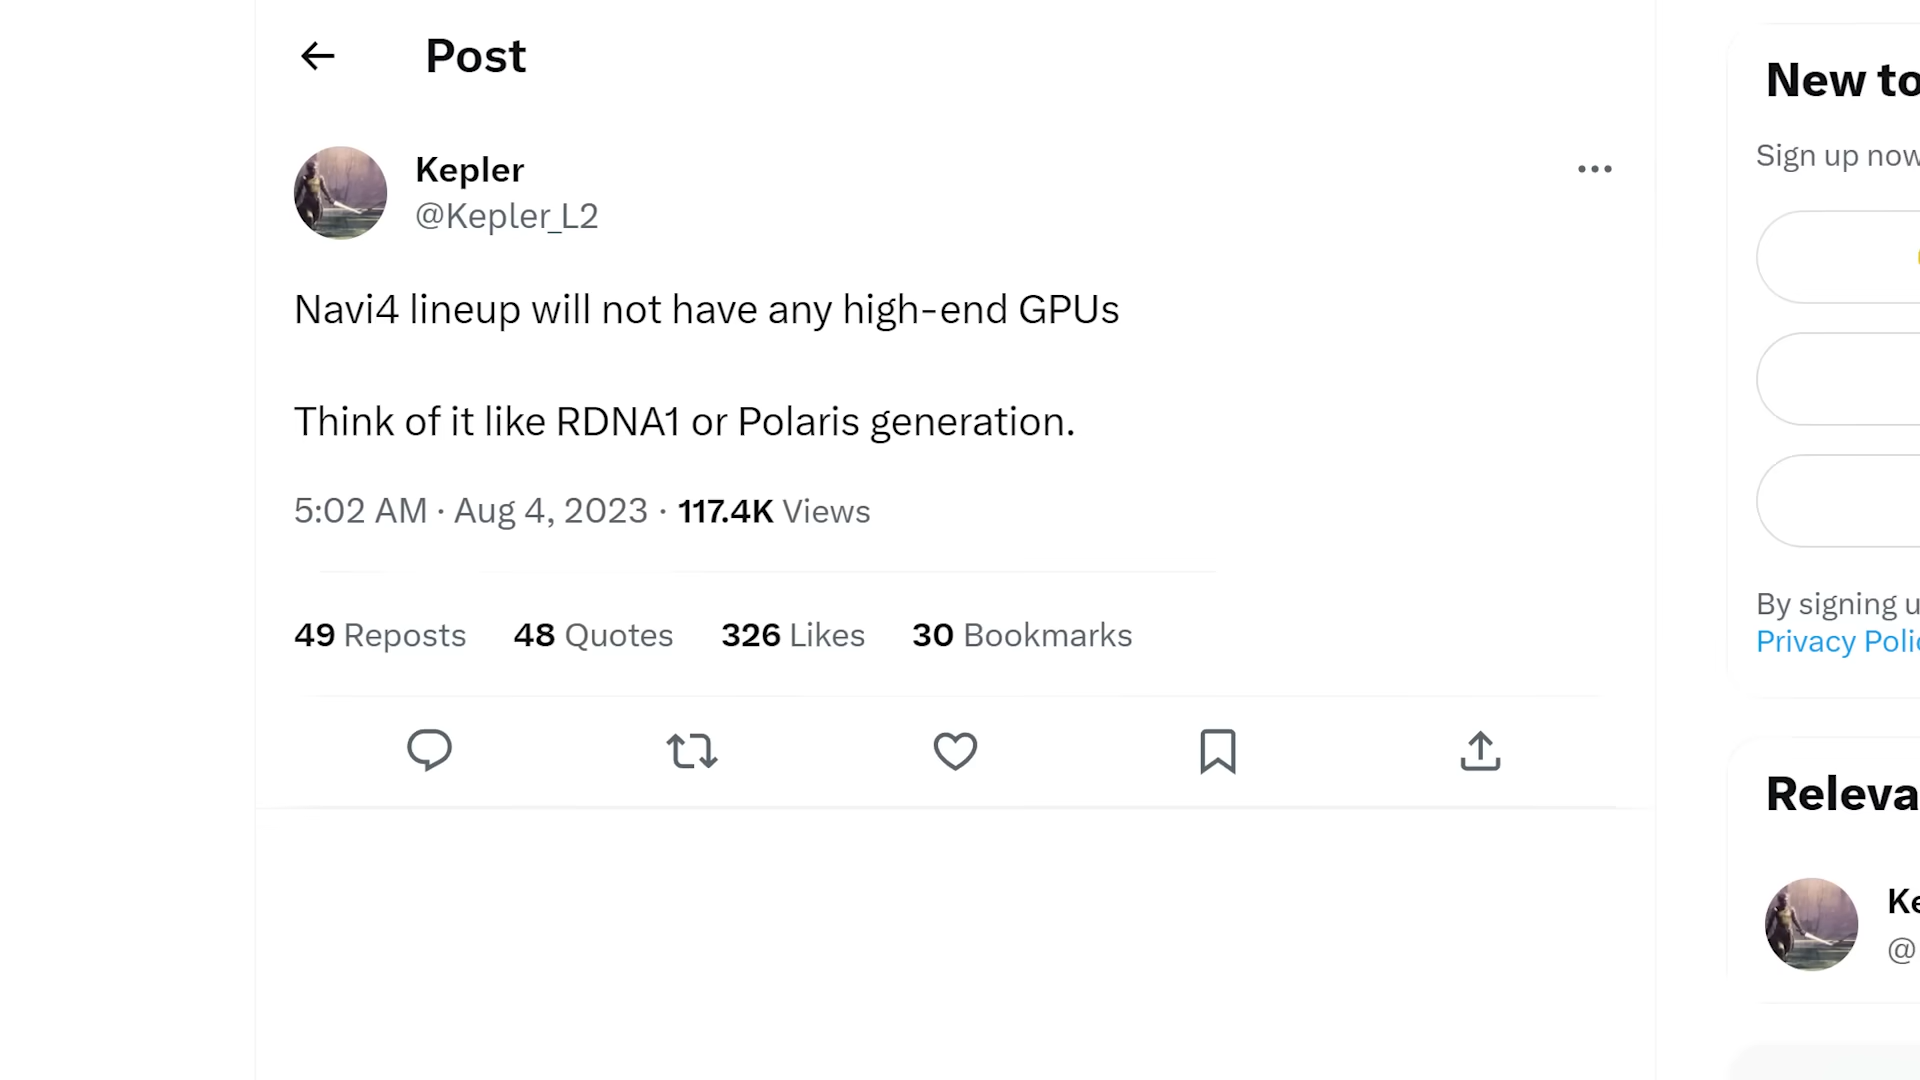 Post
Kepler
@Kepler_L2
Navi4 lineup will not have any high-end GPUs
Think of it like RDNA1 or Polaris generation.
5:02 AM · Aug 4, 2023 · 117.4K Views
49 Reposts 48 Quotes 326 Likes 30 Bookmarks
New to
Sign up now
By signing u
Privacy Polic
Releva
Ke
@